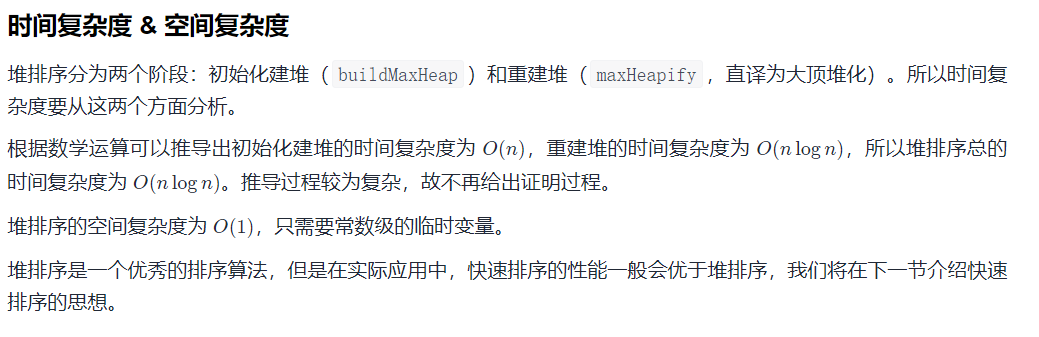 时间复杂度 & 空间复杂度
堆排序分为两个阶段：初始化建堆（buildMaxHeap）和重建堆（maxHeapify，直译为大顶堆化）。所以时间复
杂度要从这两个方面分析。
根据数学运算可以推导出初始化建堆的时间复杂度为 O(n)，重建堆的时间复杂度为 O(n log n)，所以堆排序总的
时间复杂度为 O(n log n)。推导过程较为复杂，故不再给出证明过程。
堆排序的空间复杂度为 O(1)，只需要常数级的临时变量。
堆排序是一个优秀的排序算法，但是在实际应用中，快速排序的性能一般会优于堆排序，我们将在下一节介绍快速
排序的思想。